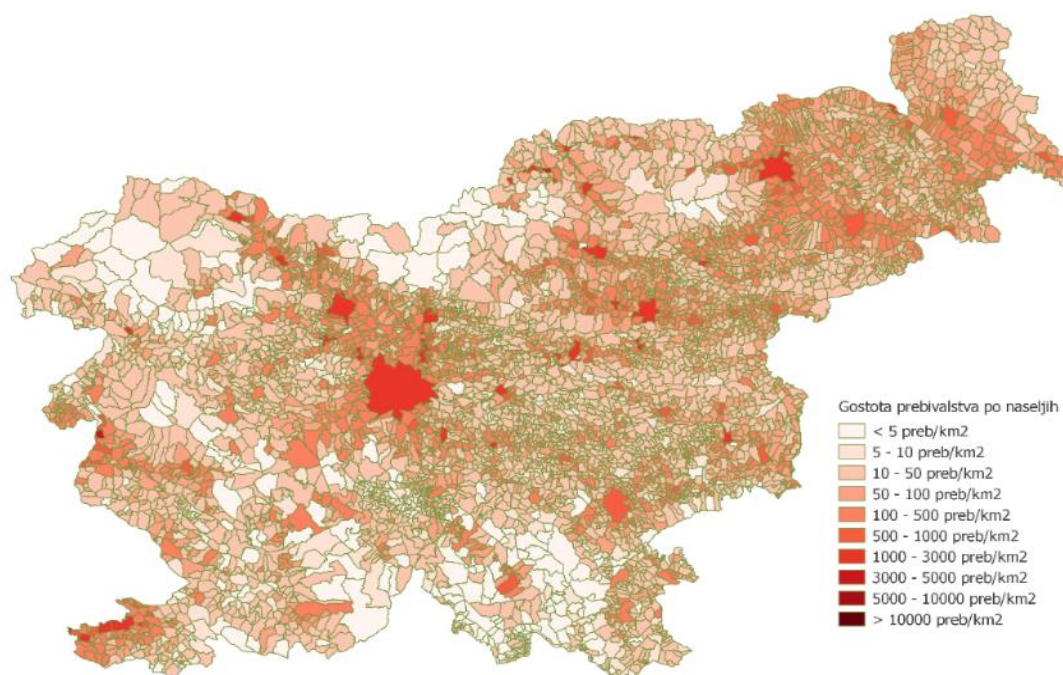 Gostota prebivalstva po naseljih
< 5 preb/km2
5 - 10 preb/km2
10 - 50 preb/km2
50 - 100 preb/km2
100 - 500 preb/km2
500 - 1000 preb/km2
1000 - 3000 preb/km2
3000 - 5000 preb/km2
5000 - 10000 preb/km2
> 10000 preb/km2